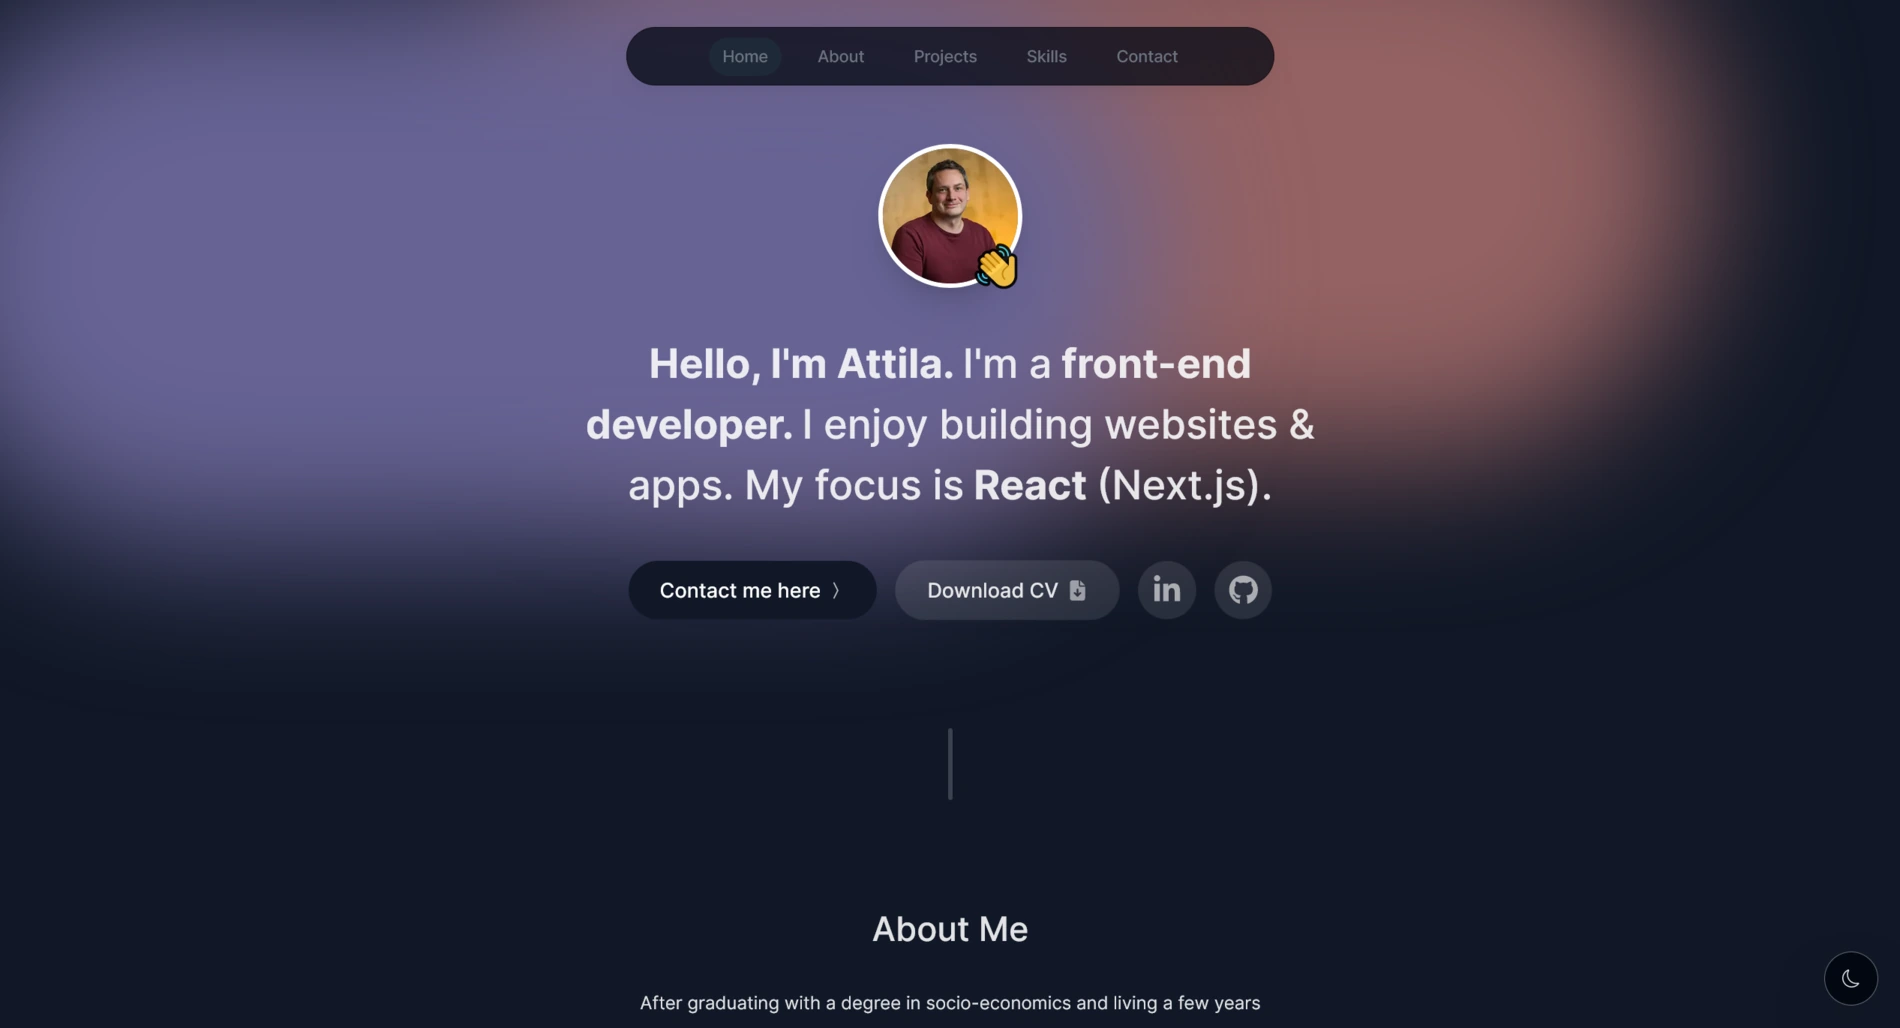 Home About Projects Skills Contact
Hello, I'm Attila. I'm a front-end
developer. I enjoy building websites &
apps. My focus is React (Next.js).
Contact me here 〉 Download CV in
About Me
After graduating with a degree in socio-economics and living a few years